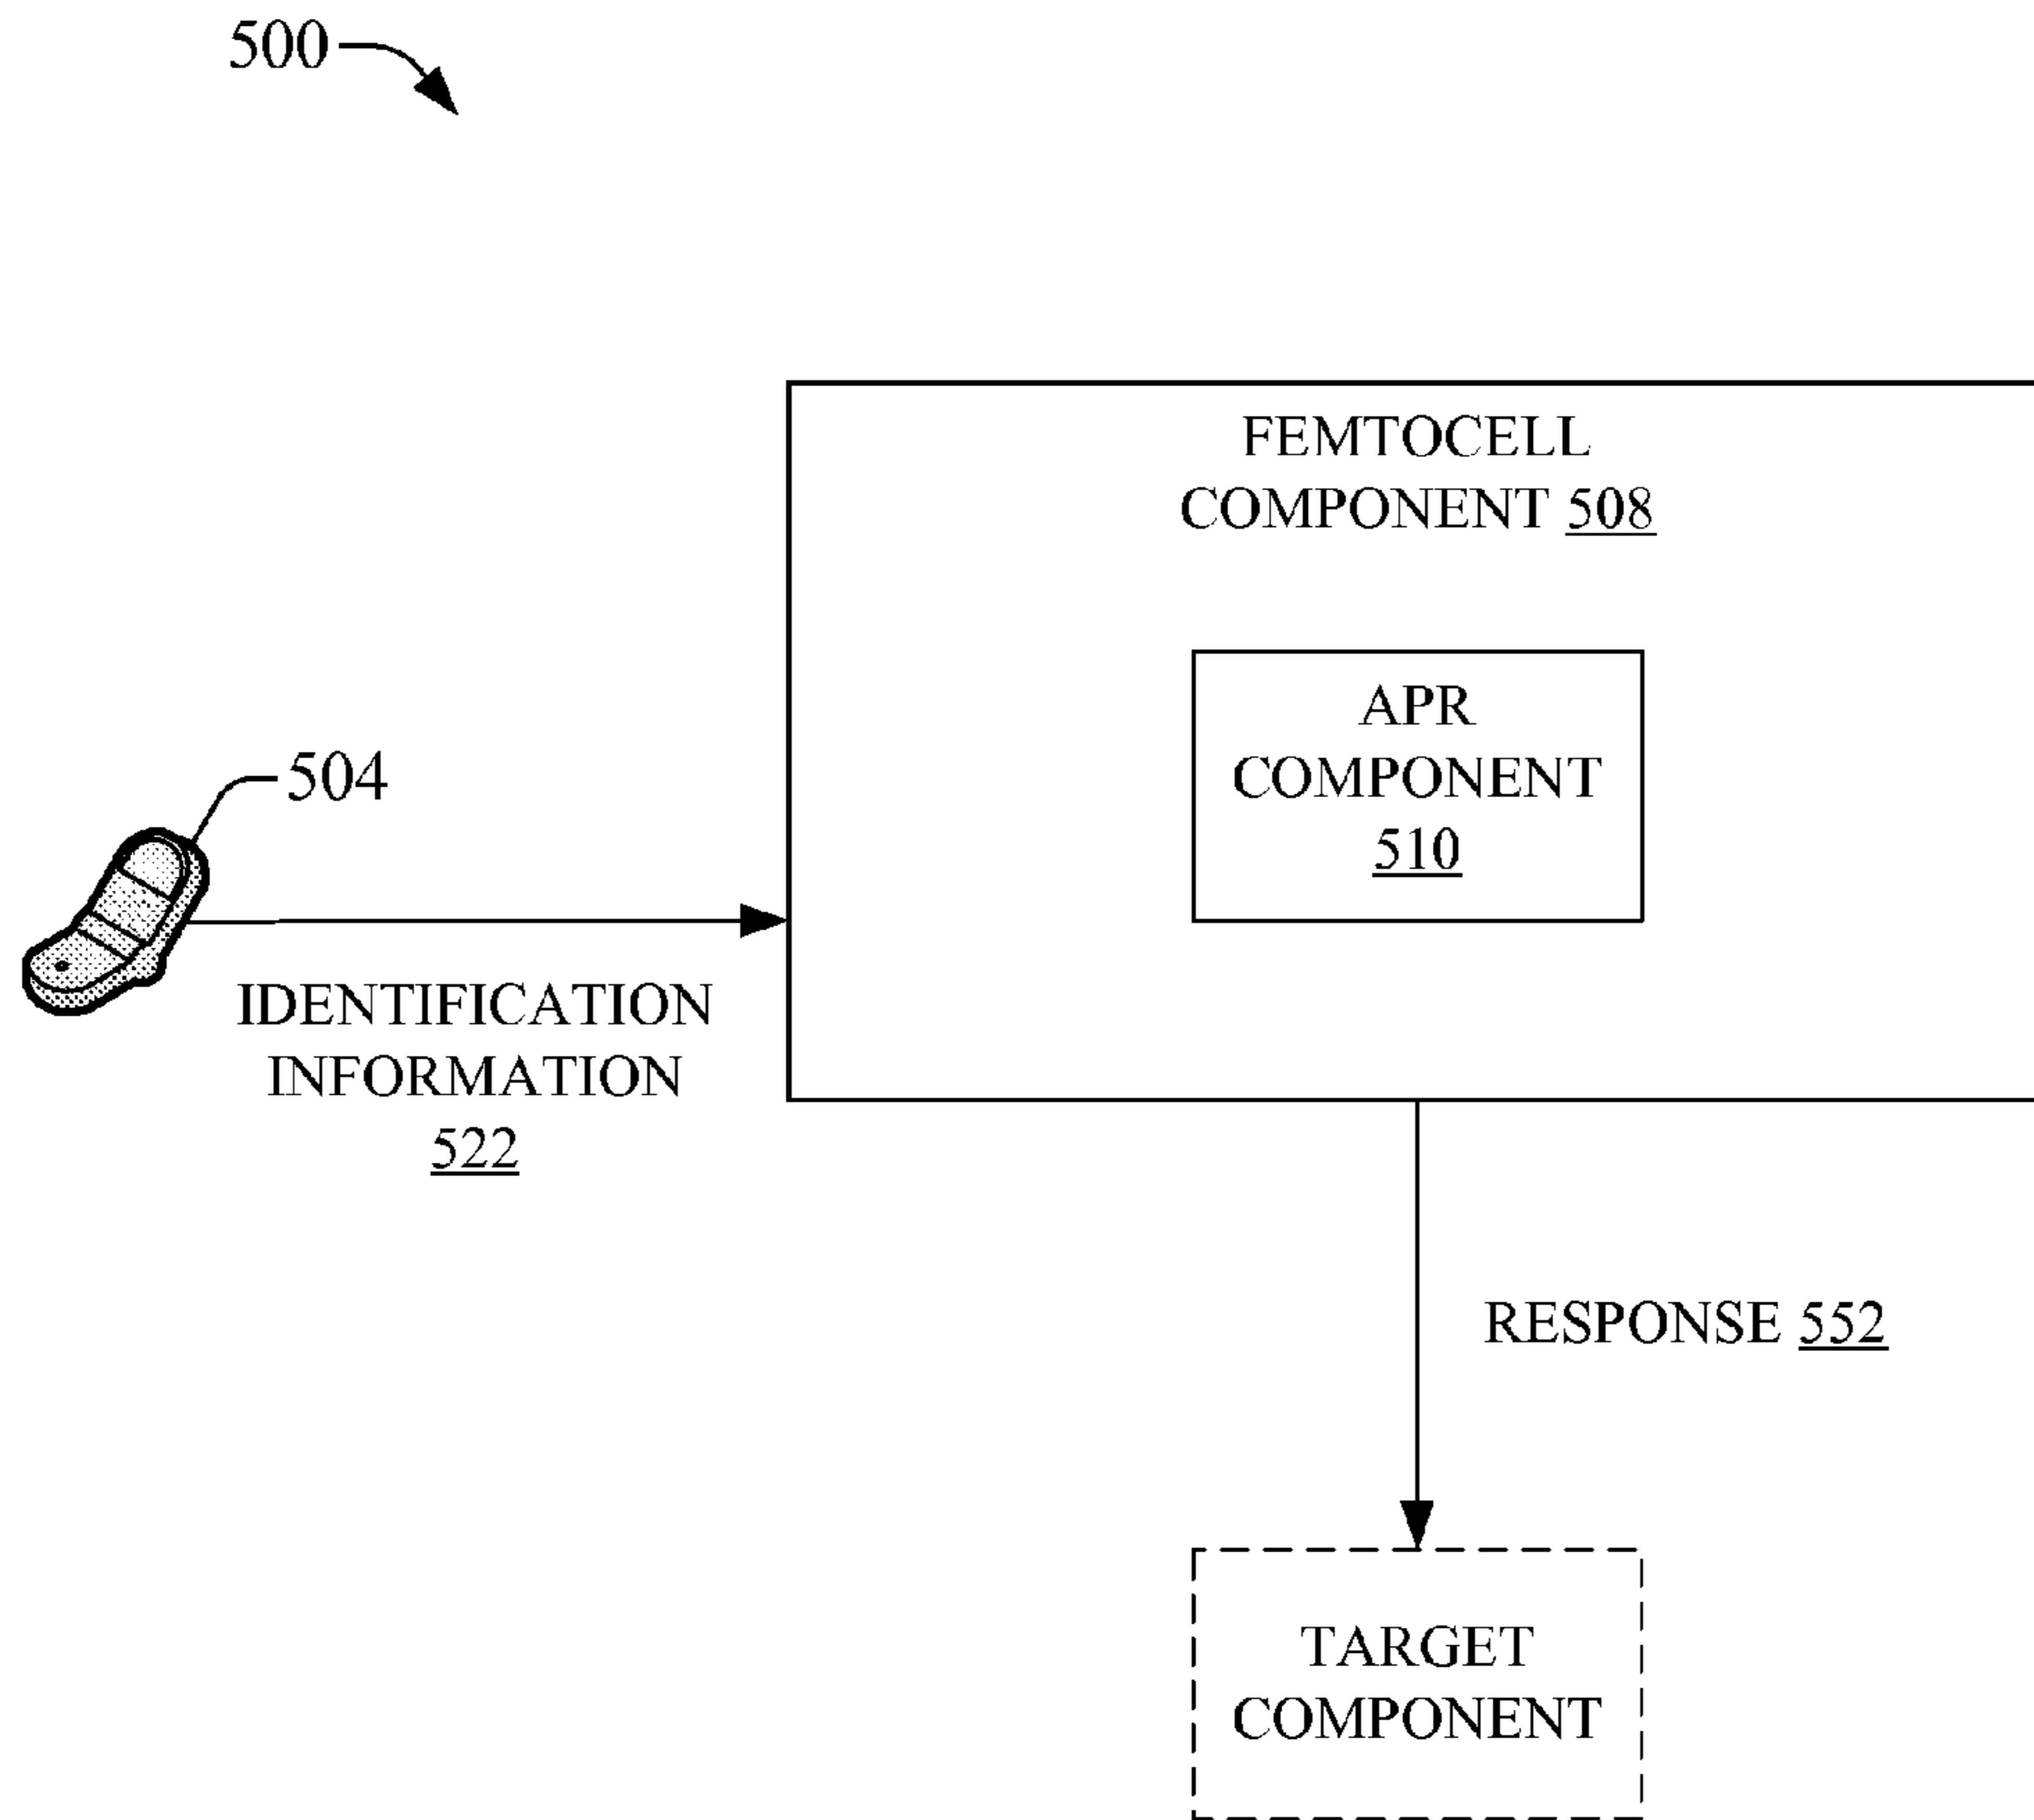 500
FEMTOCELL
COMPONENT 508
APR
COMPONENT
510
504
IDENTIFICATION
INFORMATION
522
RESPONSE 552
TARGET
COMPONENT